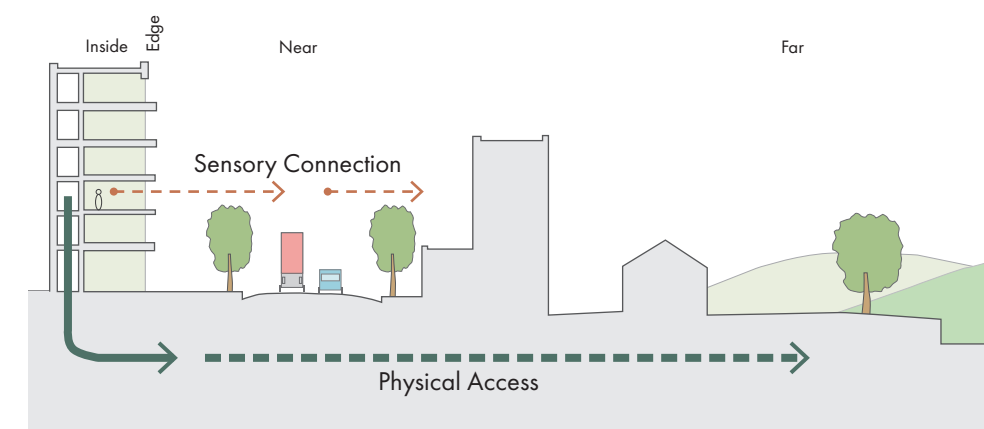 Inside
Edge
Near
Far
Sensory Connection
Physical Access